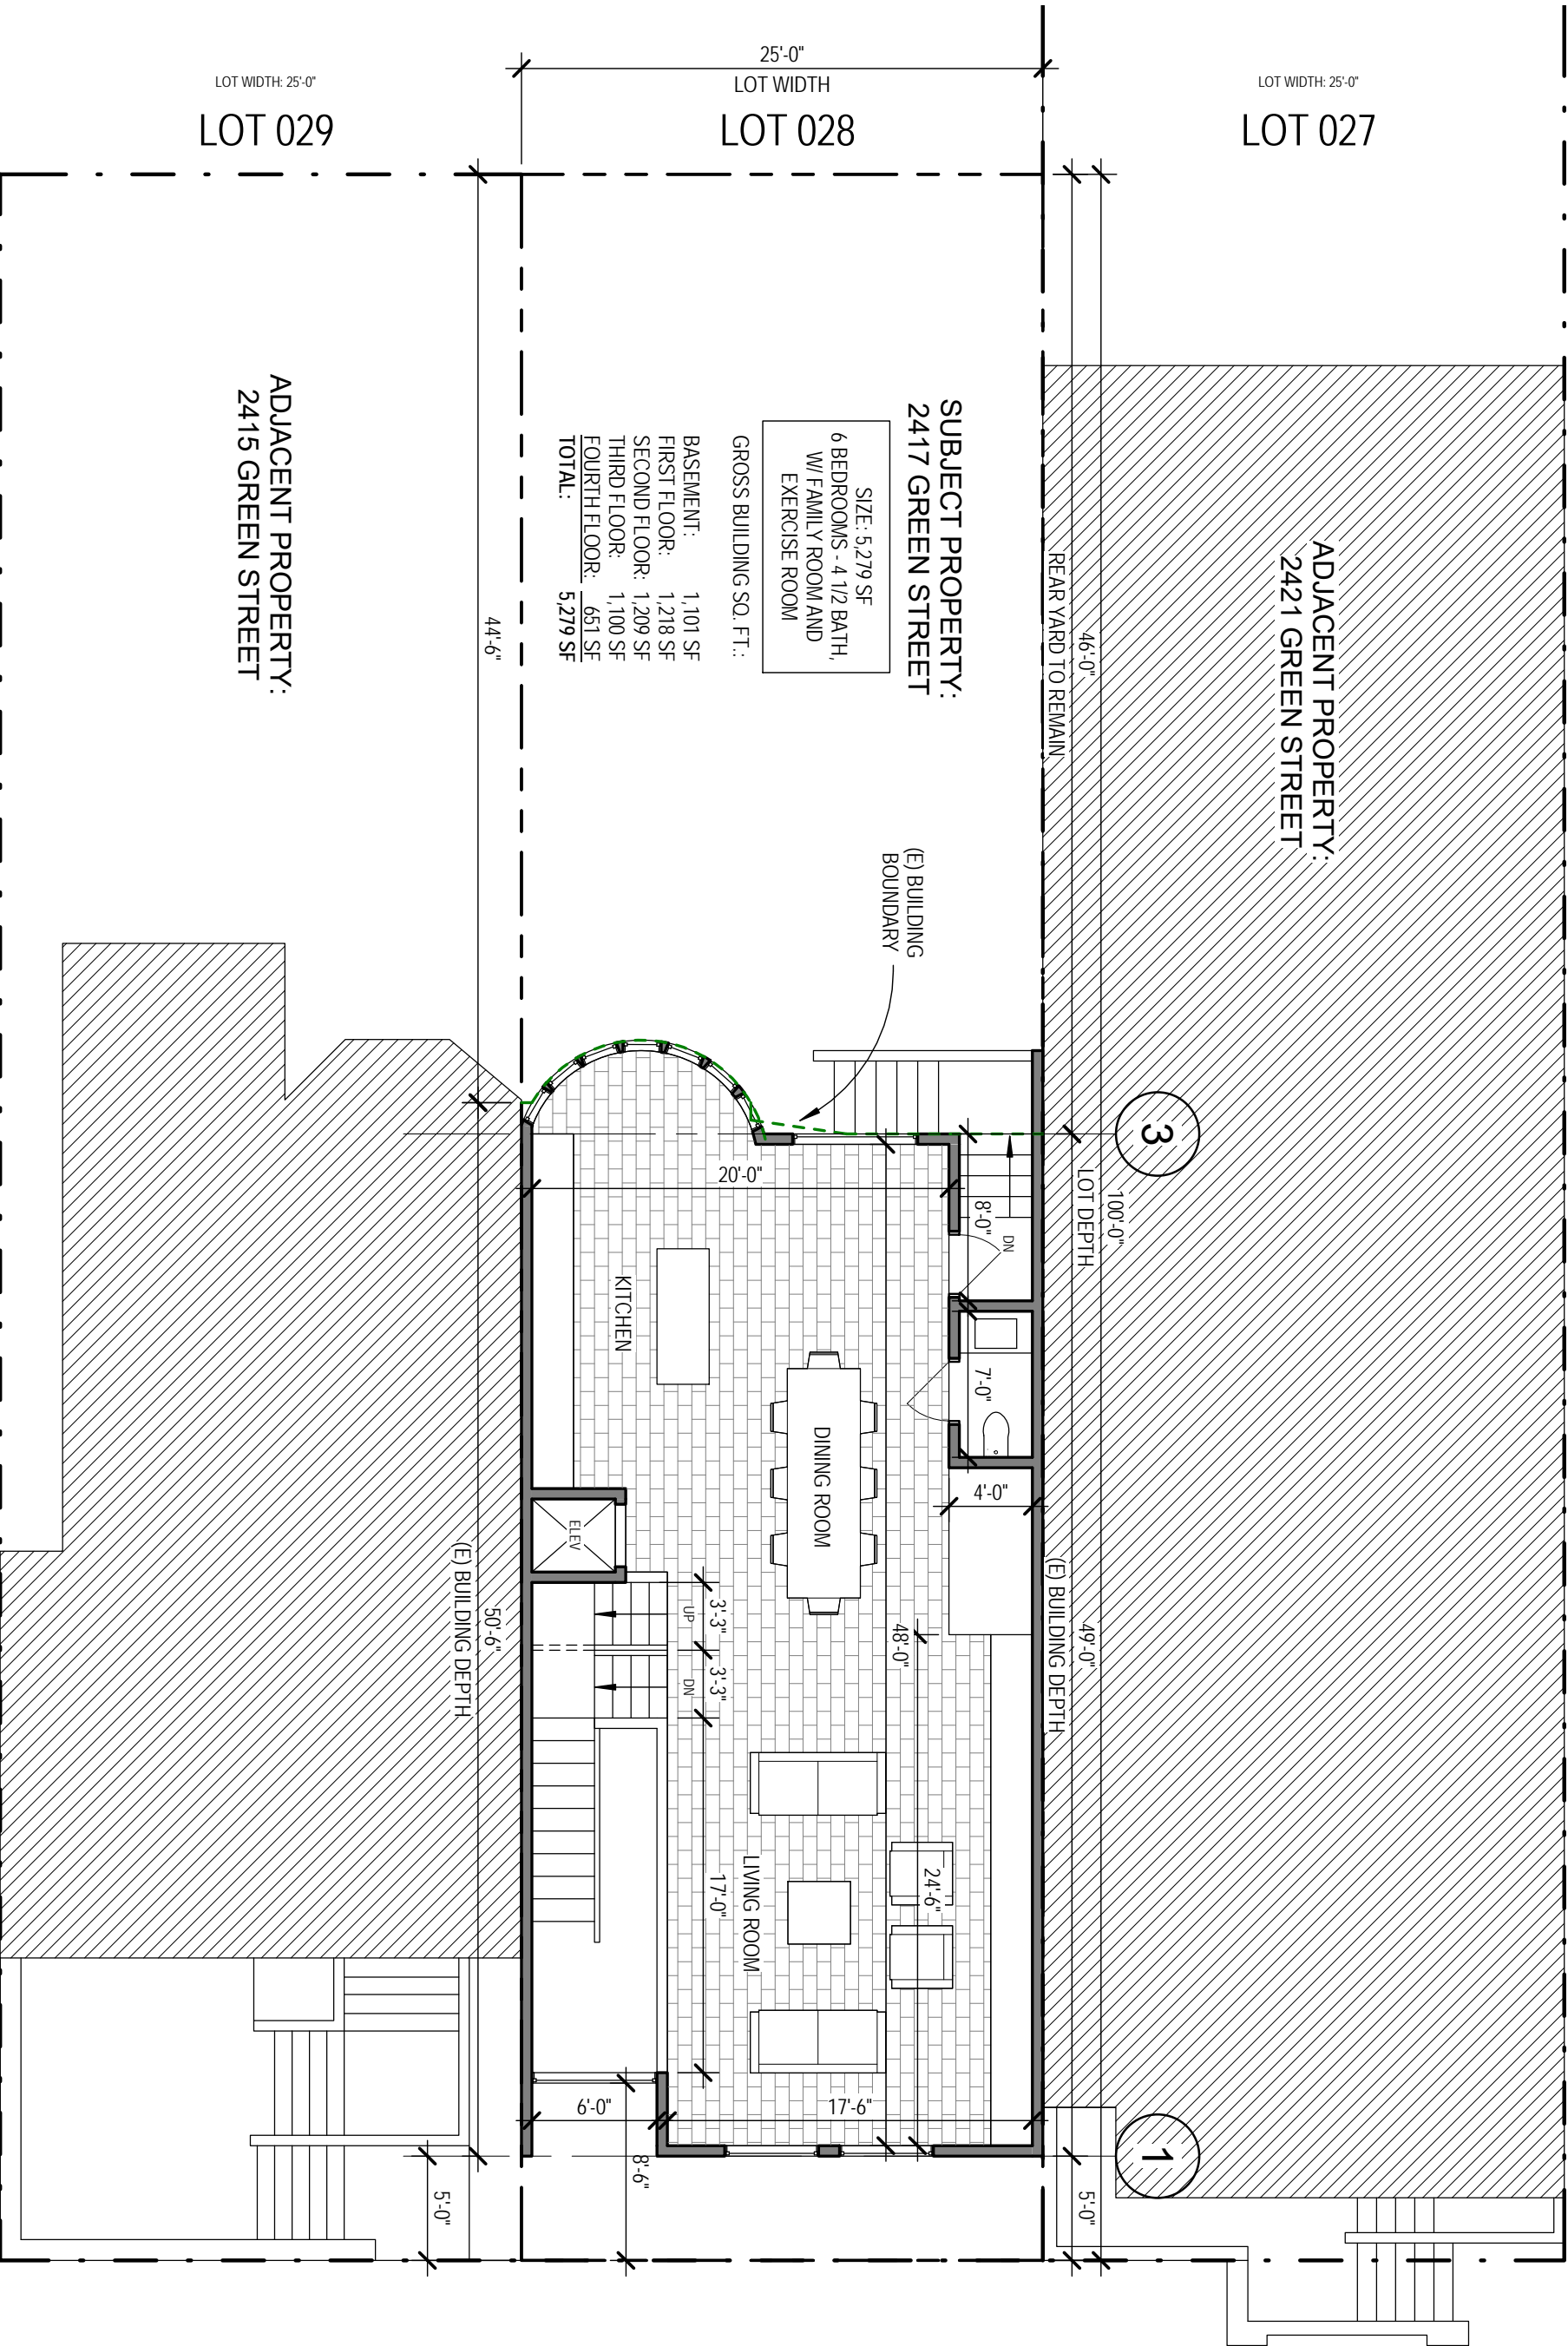 25'-0"
LOT WIDTH
LOT WIDTH: 25'-0"
LOT 029
LOT 028
LOT WIDTH: 25'-0"
LOT 027
ADJACENT PROPERTY:
2415 GREEN STREET
SUBJECT PROPERTY:
2417 GREEN STREET
SIZE: 5,279 SF
6 BEDROOMS - 4 1/2 BATH,
W/ FAMILY ROOM AND
EXERCISE ROOM
GROSS BUILDING SQ. FT.:
BASEMENT: 1,101 SF
FIRST FLOOR: 1,218 SF
SECOND FLOOR: 1,209 SF
THIRD FLOOR: 1,100 SF
FOURTH FLOOR: 651 SF
TOTAL: 5,279 SF
ADJACENT PROPERTY:
2421 GREEN STREET
44'-6"
46'-0"
REAR YARD TO REMAIN
(E) BUILDING
BOUNDARY
3
100'-0"
LOT DEPTH
20'-0"
8'-0"
DN
KITCHEN
7'-0"
DINING ROOM
4'-0"
ELEV
3'-3"
UP
3'-3"
DN
48'-0"
50'-6"
(E) BUILDING DEPTH
49'-0"
(E) BUILDING DEPTH
17'-0"
LIVING ROOM
24'-6"
6'-0"
17'-6"
8'-6"
1
5'-0"
5'-0"